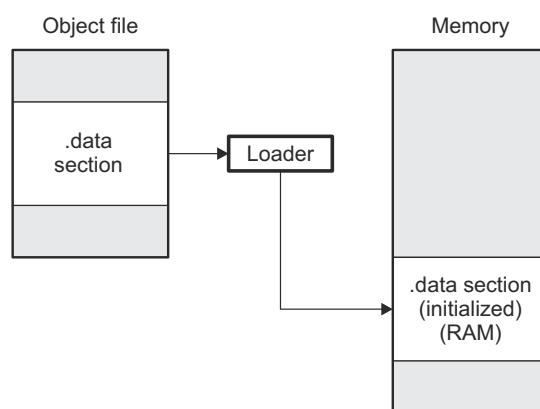 Object file
Memory
.data
section
Loader
.data section
(initialized)
(RAM)